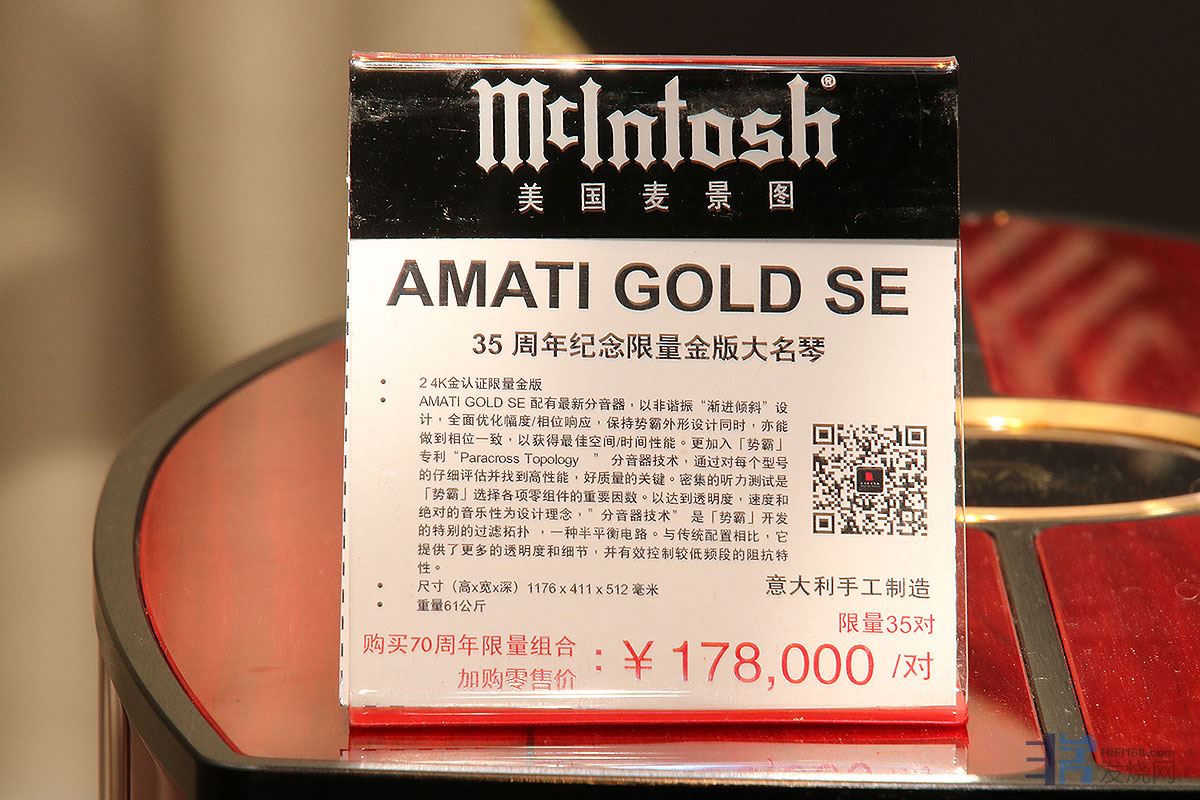 McIntosh®
美国麦景图
AMATI GOLD SE
35 周年纪念限量金版大名琴
• 2 4K金认证限量金版
• AMATI GOLD SE 配有最新分音器，以非谐振“渐进倾斜”设
计，全面优化幅度/相位响应，保持势霸外形设计同时，亦能
做到相位一致，以获得最佳空间/时间性能。更加入「势霸」
专利“Paracross Topology ” 分音器技术，通过对每个型号
的仔细评估并找到高性能，好质量的关键。密集的听力测试是
「势霸」选择各项零组件的重要因数。以达到透明度，速度和
绝对的音乐性为设计理念，”分音器技术” 是「势霸」开发
的特别的过滤拓扑 ，一种半平衡电路。与传统配置相比，它
提供了更多的透明度和细节，并有效控制较低频段的阻抗特
性。
• 尺寸（高x宽x深）1176 x 411 x 512 毫米
• 重量61公斤
意大利手工制造
限量35对
购买70周年限量组合
加购零售价
：¥ 178,000 /对
HIFI168.com
发烧网